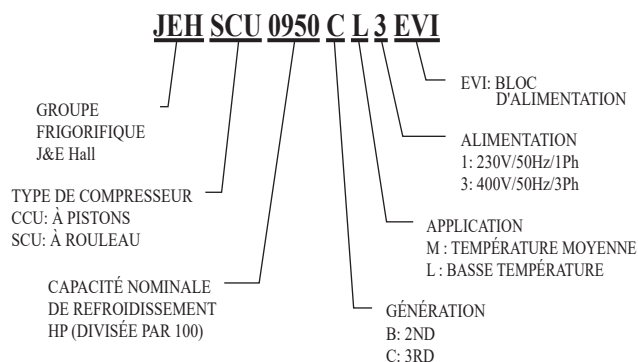 JEH SCU 0950 C L 3 EVI
EVI: BLOC
D'ALIMENTATION
GROUPE
FRIGORIFIQUE
J&E Hall
ALIMENTATION
1: 230V/50Hz/1Ph
3: 400V/50Hz/3Ph
TYPE DE COMPRESSEUR
CCU: À PISTONS
SCU: À ROULEAU
APPLICATION
M : TEMPÉRATURE MOYENNE
L : BASSE TEMPÉRATURE
CAPACITÉ NOMINALE
DE REFROIDISSEMENT
HP (DIVISÉE PAR 100)
GÉNÉRATION
B: 2ND
C: 3RD